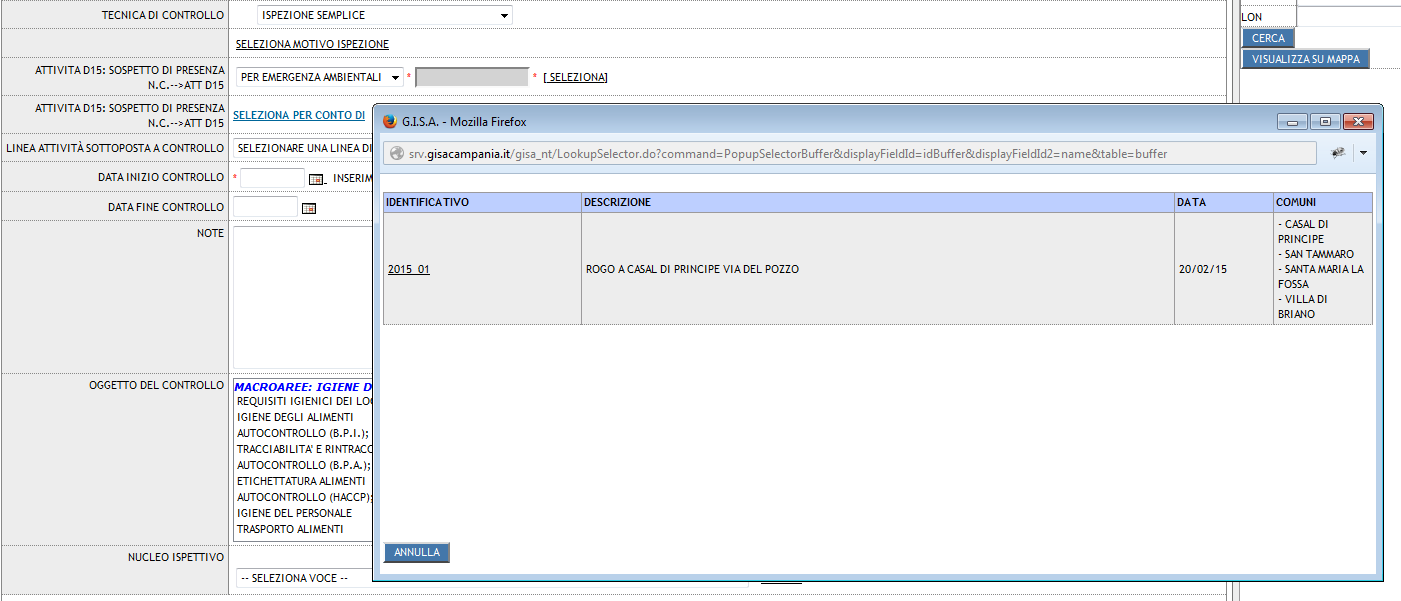 TECNICA DI CONTROLLO
ISPEZIONE SEMPLICE
SELEZIONA MOTIVO ISPEZIONE
ATTIVITA D15: SOSPETTO DI PRESENZA
N.C.-->ATT D15
PER EMERGENZA AMBIENTALI
*
* [ SELEZIONA]
ATTIVITA D15: SOSPETTO DI PRESENZA
N.C.-->ATT D15
SELEZIONA PER CONTO DI
LINEA ATTIVITÀ SOTTOPOSTA A CONTROLLO
SELEZIONARE UNA LINEA DI
DATA INIZIO CONTROLLO
*
INSERIM
DATA FINE CONTROLLO
NOTE
OGGETTO DEL CONTROLLO
MACROAREE: IGIENE D
REQUISITI IGIENICI DEI LOC
IGIENE DEGLI ALIMENTI
AUTOCONTROLLO (B.P.I.);
TRACCIABILITA' E RINTRACC
AUTOCONTROLLO (B.P.A.);
ETICHETTATURA ALIMENTI
AUTOCONTROLLO (HACCP);
IGIENE DEL PERSONALE
TRASPORTO ALIMENTI
NUCLEO ISPETTIVO
-- SELEZIONA VOCE --
LON
CERCA
VISUALIZZA SU MAPPA
G.I.S.A. - Mozilla Firefox
srv.gisacampania.it/gisa_nt/LookupSelector.do?command=PopupSelectorBuffer&displayFieldId=idBuffer&displayFieldId2=name&table=buffer
IDENTIFICATIVO
DESCRIZIONE
DATA
COMUNI
2015_01
ROGO A CASAL DI PRINCIPE VIA DEL POZZO
20/02/15
- CASAL DI
PRINCIPE
- SAN TAMMARO
- SANTA MARIA LA
FOSSA
- VILLA DI
BRIANO
ANNULLA